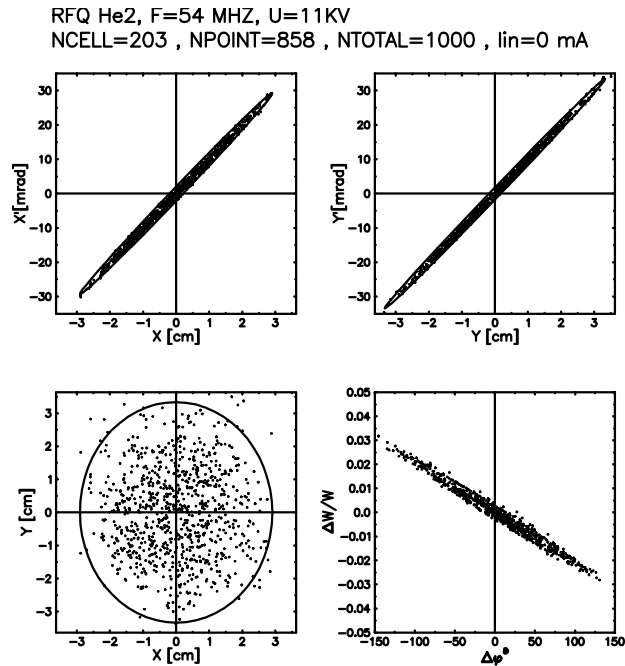 RFQ He2, F=54 MHZ, U=11KV
NCELL=203 , NPOINT=858 , NTOTAL=1000 , Iin=0 mA
30
20
10
0
-10
-20
-30
X'[mrad]
-3 -2 -1 0 1 2 3
X [cm]
30
20
10
0
-10
-20
-30
Y'[mrad]
-3 -2 -1 0 1 2 3
Y [cm]
3
2
1
0
-1
-2
-3
Y [cm]
-3 -2 -1 0 1 2 3
X [cm]
0.05
0.04
0.03
0.02
0.01
0.0
-0.01
-0.02
-0.03
-0.04
-0.05
ΔW/W
-150 -100 -50 0 50 100 150
Δφ°